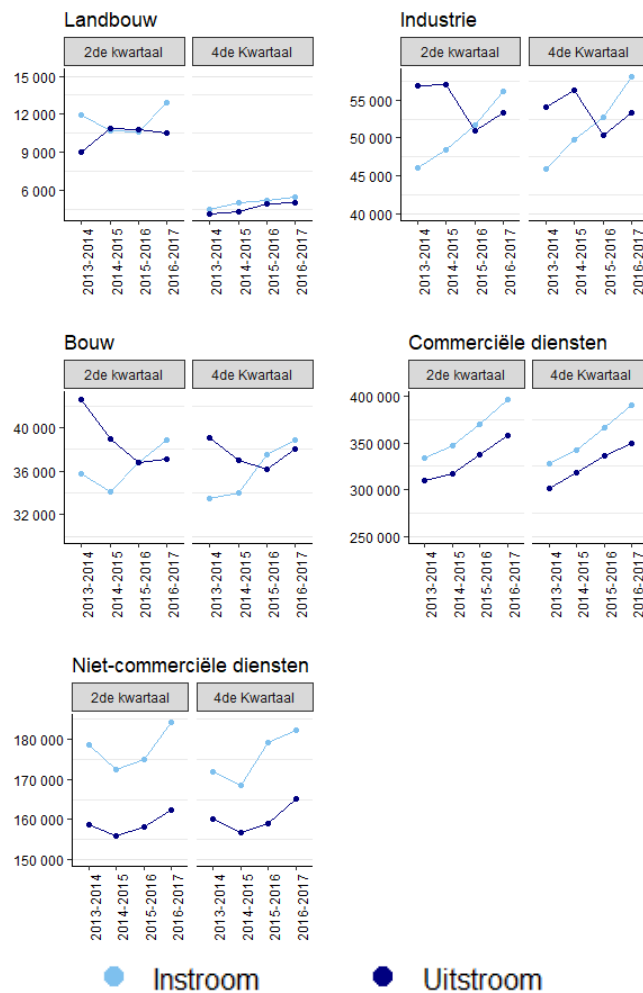 Landbouw
2de kwartaal 4de Kwartaal
15 000
12 000
9 000
6 000
2013-2014 2014-2015 2015-2016 2016-2017 2013-2014 2014-2015 2015-2016 2016-2017
Industrie
2de kwartaal 4de Kwartaal
55 000
50 000
45 000
40 000
2013-2014 2014-2015 2015-2016 2016-2017 2013-2014 2014-2015 2015-2016 2016-2017
Bouw
2de kwartaal 4de Kwartaal
40 000
36 000
32 000
2013-2014 2014-2015 2015-2016 2016-2017 2013-2014 2014-2015 2015-2016 2016-2017
Commerciële diensten
2de kwartaal 4de Kwartaal
400 000
350 000
300 000
250 000
2013-2014 2014-2015 2015-2016 2016-2017 2013-2014 2014-2015 2015-2016 2016-2017
Niet-commerciële diensten
2de kwartaal 4de Kwartaal
180 000
170 000
160 000
150 000
2013-2014 2014-2015 2015-2016 2016-2017 2013-2014 2014-2015 2015-2016 2016-2017
Instroom Uitstroom